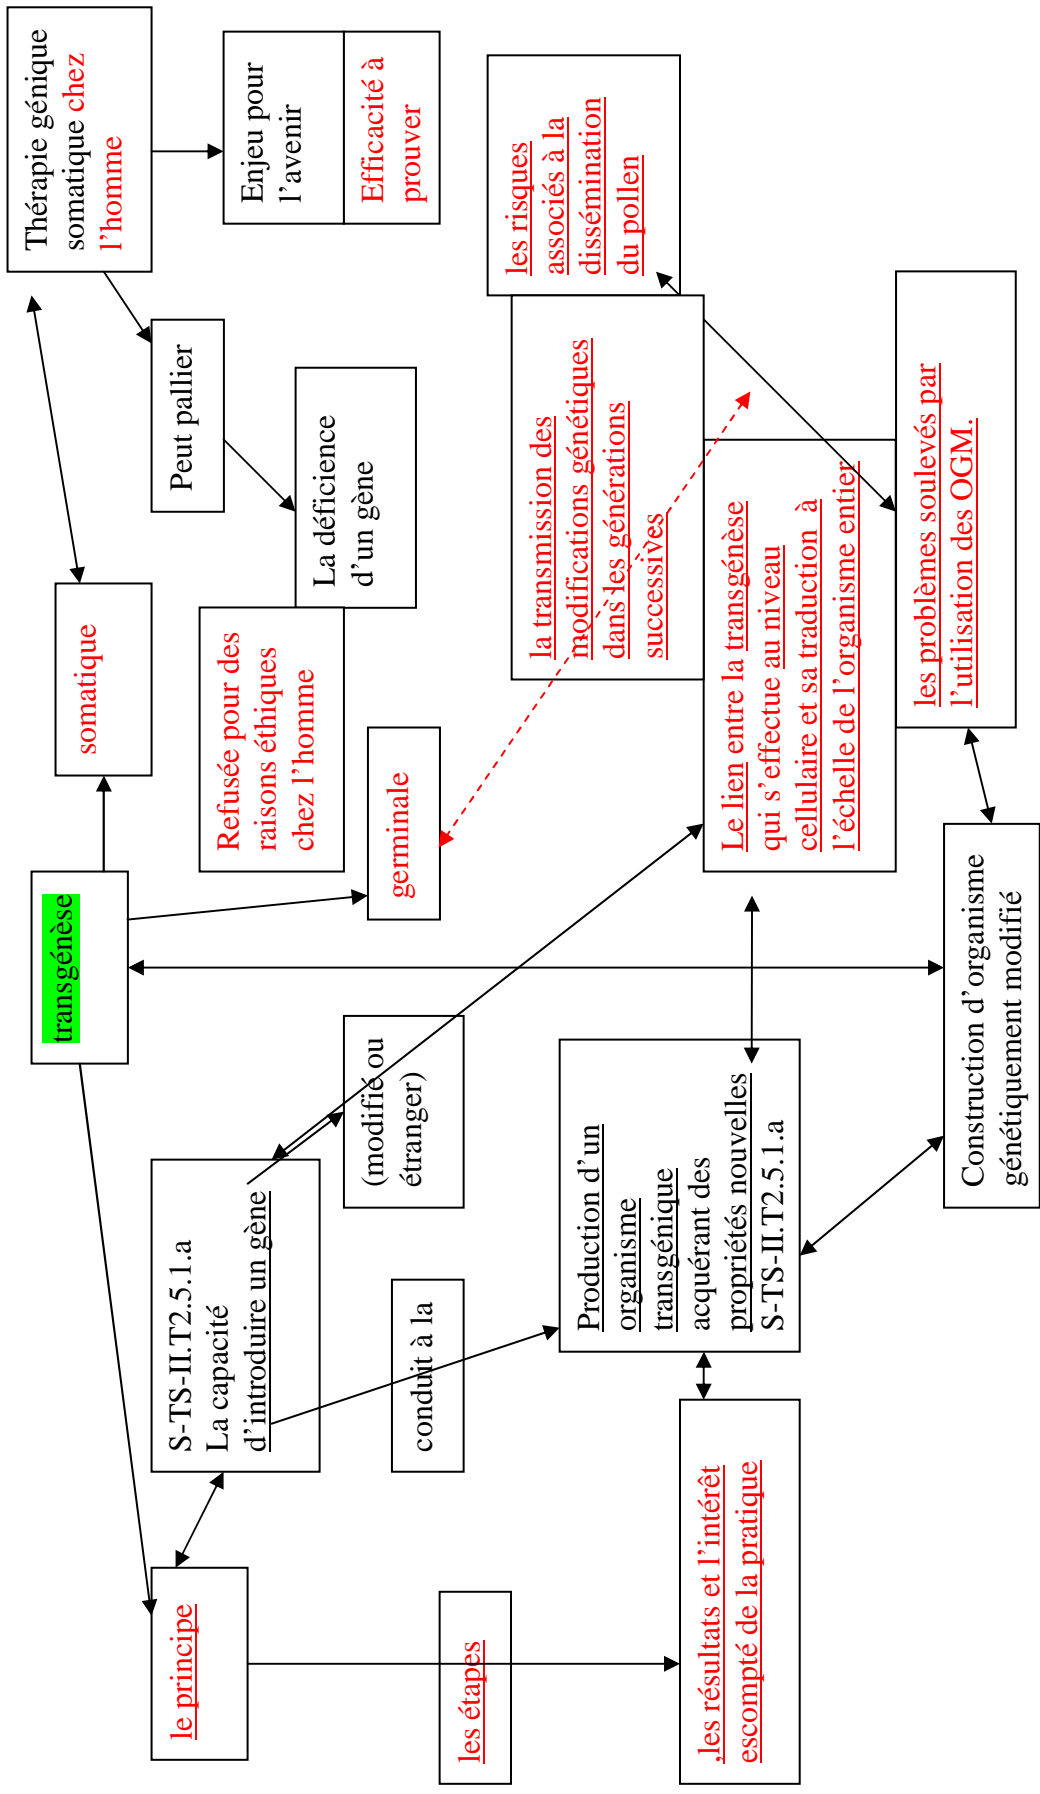 le principe
S-TS-II.T2.5.1.a
La capacité
d’introduire un gène
transgénèse
somatique
Thérapie génique
somatique chez
l’homme
Peut pallier
Enjeu pour
l’avenir
Efficacité à
prouver
La déficience
d’un gène
Refusée pour des
raisons éthiques
chez l’homme
germinale
(modifié ou
étranger)
conduit à la
les étapes
Production d’un
organisme
transgénique
acquérant des
propriétés nouvelles
S-TS-II.T2.5.1.a
les risques
associés à la
dissémination
du pollen
la transmission des
modifications génétiques
dans les générations
successives
,les résultats et l’intérêt
escompté de la pratique
Le lien entre la transgénèse
qui s’effectue au niveau
cellulaire et sa traduction à
l’échelle de l’organisme entier
les problèmes soulevés par
l’utilisation des OGM.
Construction d’organisme
génétiquement modifié